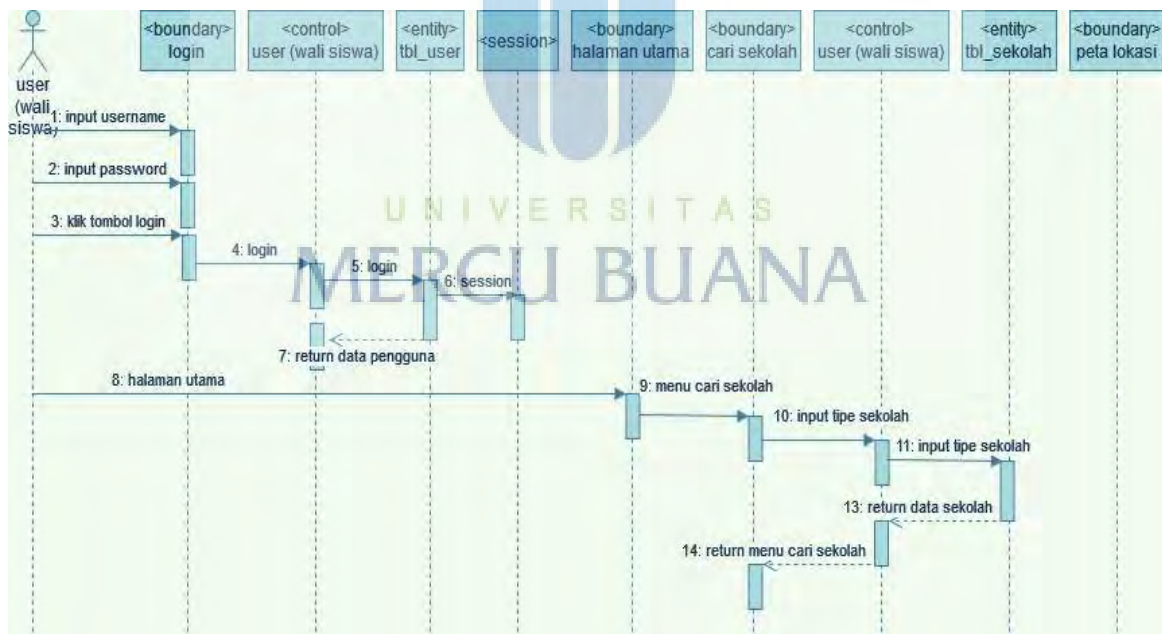 <boundary>
login
<control>
user (wali siswa)
<entity>
tbl_user
<session>
<boundary>
halaman utama
<boundary>
cari sekolah
<control>
user (wali siswa)
<entity>
tbl_sekolah
<boundary>
peta lokasi
user
(wali
siswa)
1: input username
2: input password
3: klik tombol login
4: login
5: login
6: session
7: return data pengguna
8: halaman utama
9: menu cari sekolah
10: input tipe sekolah
11: input tipe sekolah
13: return data sekolah
14: return menu cari sekolah
UNIVERSITAS
MERCU BUANA